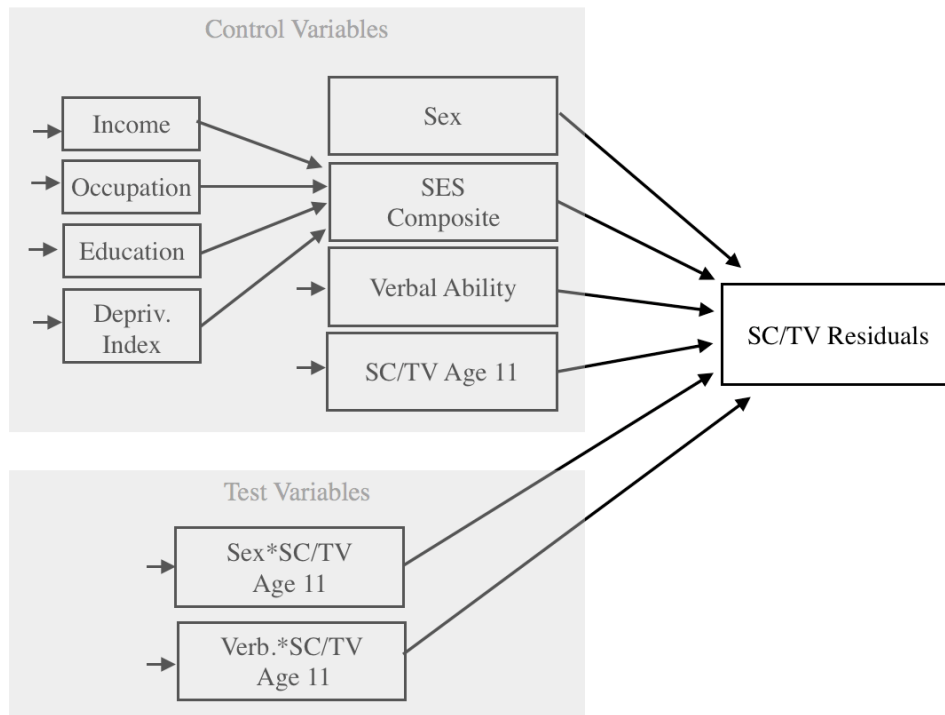 Control Variables
Income
Occupation
Education
Depriv.
Index
Sex
SES
Composite
Verbal Ability
SC/TV Age 11
SC/TV Residuals
Test Variables
Sex*SC/TV
Age 11
Verb.*SC/TV
Age 11